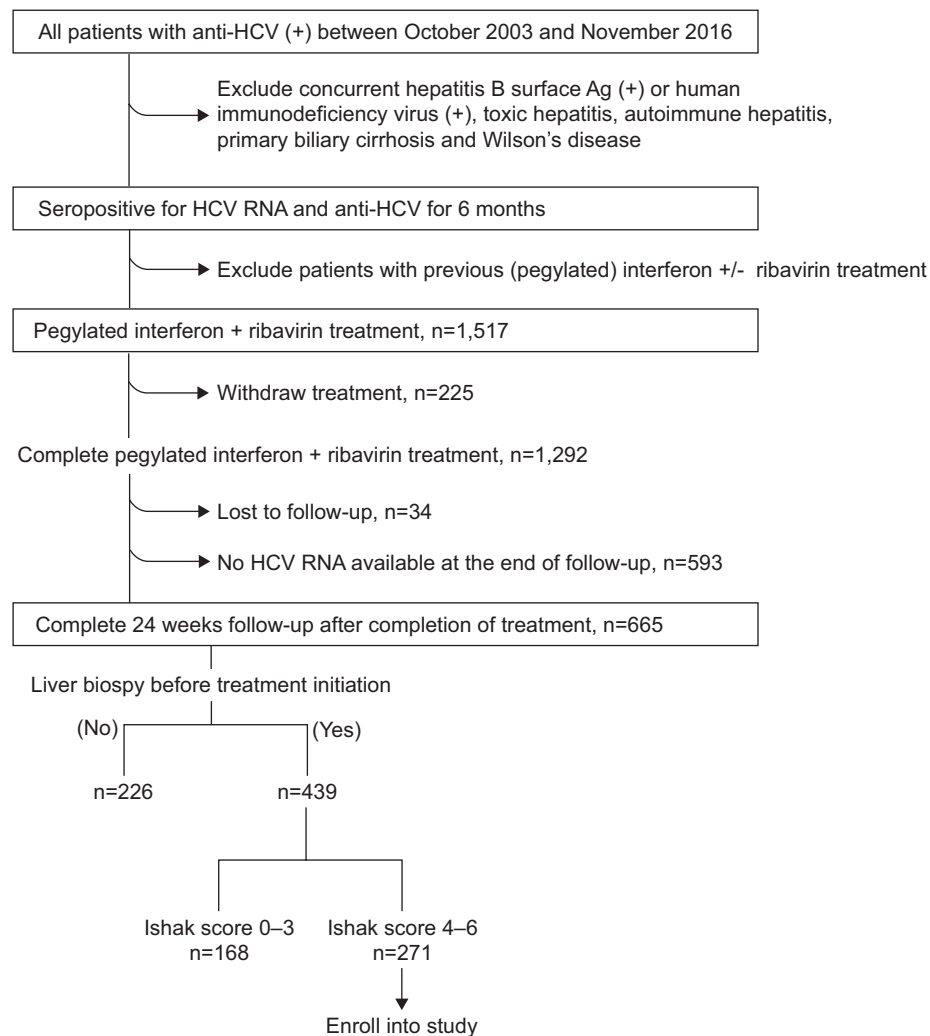 All patients with anti-HCV (+) between October 2003 and November 2016
Exclude concurrent hepatitis B surface Ag (+) or human
immunodeficiency virus (+), toxic hepatitis, autoimmune hepatitis,
primary biliary cirrhosis and Wilson's disease
Seropositive for HCV RNA and anti-HCV for 6 months
Exclude patients with previous (pegylated) interferon +/- ribavirin treatment
Pegylated interferon + ribavirin treatment, n=1,517
Withdraw treatment, n=225
Complete pegylated interferon + ribavirin treatment, n=1,292
Lost to follow-up, n=34
No HCV RNA available at the end of follow-up, n=593
Complete 24 weeks follow-up after completion of treatment, n=665
Liver biospy before treatment initiation
(No) (Yes)
n=226 n=439
Ishak score 0–3 Ishak score 4–6
n=168 n=271
Enroll into study